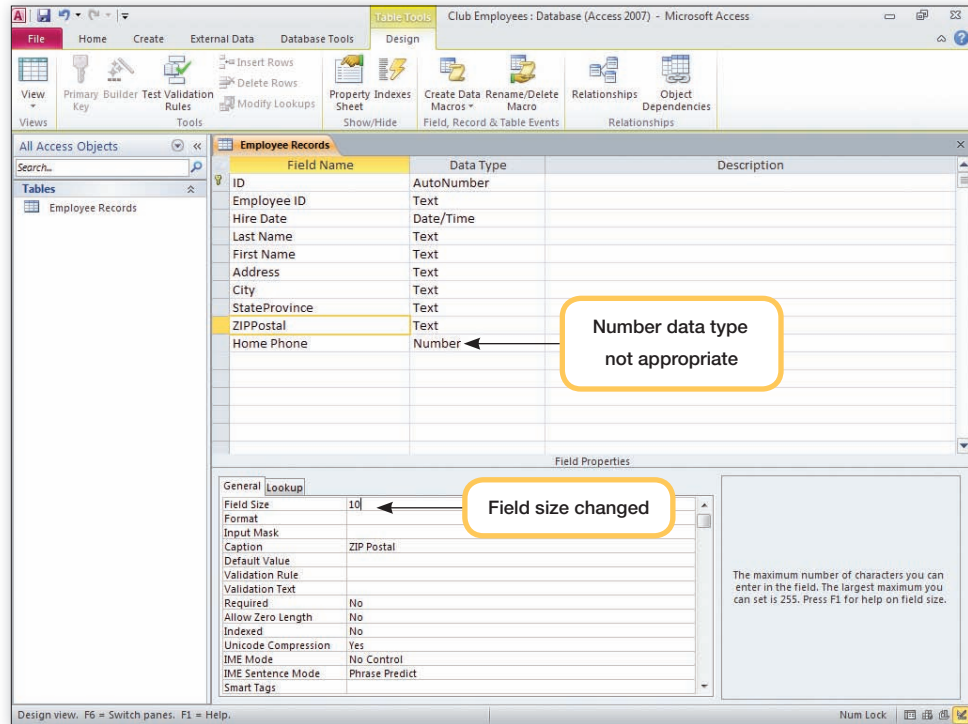 Table Tools
Club Employees : Database (Access 2007) - Microsoft Access
File Home Create External Data Database Tools Design
View
Views
Primary Key
Builder
Test Validation Rules
Insert Rows
Delete Rows
Modify Lookups
Tools
Property Sheet
Indexes
Show/Hide
Create Data Macros
Rename/Delete Macro
Field, Record & Table Events
Relationships
Object Dependencies
Relationships
All Access Objects
Search...
Tables
Employee Records
Employee Records
Field Name Data Type Description
ID AutoNumber
Employee ID Text
Hire Date Date/Time
Last Name Text
First Name Text
Address Text
City Text
StateProvince Text
ZIPPostal Text
Home Phone Number
Number data type
not appropriate
Field Properties
General Lookup
Field Size 10
Format
Input Mask
Caption ZIP Postal
Default Value
Validation Rule
Validation Text
Required No
Allow Zero Length No
Indexed No
Unicode Compression Yes
IME Mode No Control
IME Sentence Mode Phrase Predict
Smart Tags
Field size changed
The maximum number of characters you can
enter in the field. The largest maximum you
can set is 255. Press F1 for help on field size.
Design view. F6 = Switch panes. F1 = Help.
Num Lock